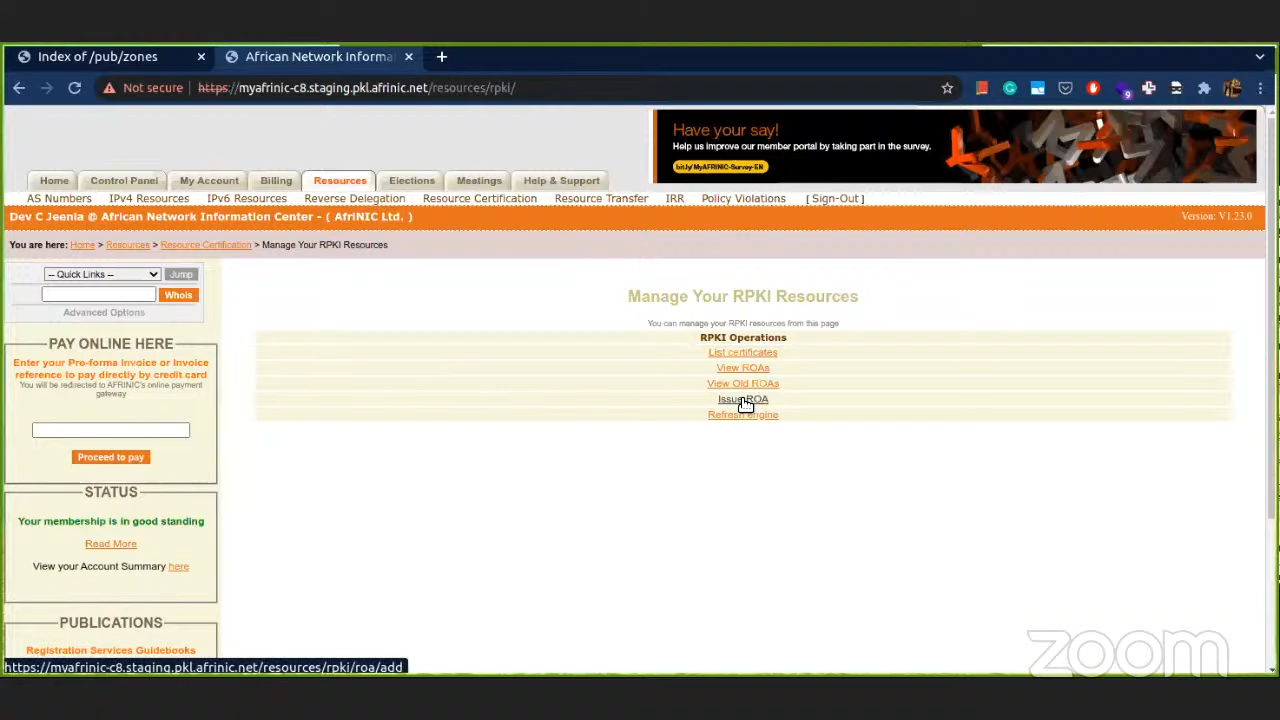 Index of /pub/zones
African Network Informa
Not secure https://myafrinic-c8.staging.pkl.afrinic.net/resources/rpki/
9
Have your say!
Help us improve our member portal by taking part in the survey.
bit.ly/MyAFRINIC-Survey-EN
Home Control Panel My Account Billing Resources Elections Meetings Help & Support
AS Numbers IPv4 Resources IPv6 Resources Reverse Delegation Resource Certification Resource Transfer IRR Policy Violations [ Sign-Out ]
Dev C Jeenia @ African Network Information Center - ( AfriNIC Ltd. ) Version: V1.23.0
You are here: Home > Resources > Resource Certification > Manage Your RPKI Resources
-- Quick Links -- Jump
Whois
Advanced Options
PAY ONLINE HERE
Enter your Pro-forma Invoice or Invoice
reference to pay directly by credit card
You will be redirected to AFRINIC's online payment
gateway
Proceed to pay
STATUS
Your membership is in good standing
Read More
View your Account Summary here
PUBLICATIONS
Registration Services Guidebooks
Manage Your RPKI Resources
You can manage your RPKI resources from this page
RPKI Operations
List certificates
View ROAs
View Old ROAs
Issue ROA
Refresh engine
https://myafrinic-c8.staging.pkl.afrinic.net/resources/rpki/roa/add
zoom